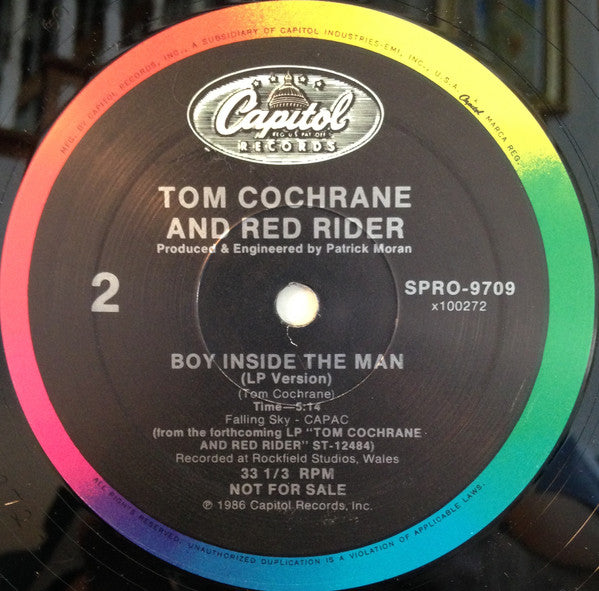 MFG. BY CAPITOL RECORDS, INC., A SUBSIDIARY OF CAPITOL INDUSTRIES-EMI, INC., U.S.A. Capitol MARCA REG.
Capitol
REG. U.S. PAT. OFF.
RECORDS
TOM COCHRANE
AND RED RIDER
Produced & Engineered by Patrick Moran
2
SPRO-9709
x100272
BOY INSIDE THE MAN
(LP Version)
(Tom Cochrane)
Time—5:14
Falling Sky - CAPAC
(from the forthcoming LP "TOM COCHRANE
AND RED RIDER" ST-12484)
Recorded at Rockfield Studios, Wales
33 1/3 RPM
NOT FOR SALE
℗ 1986 Capitol Records, Inc.
ALL RIGHTS RESERVED. UNAUTHORIZED DUPLICATION IS A VIOLATION OF APPLICABLE LAWS.